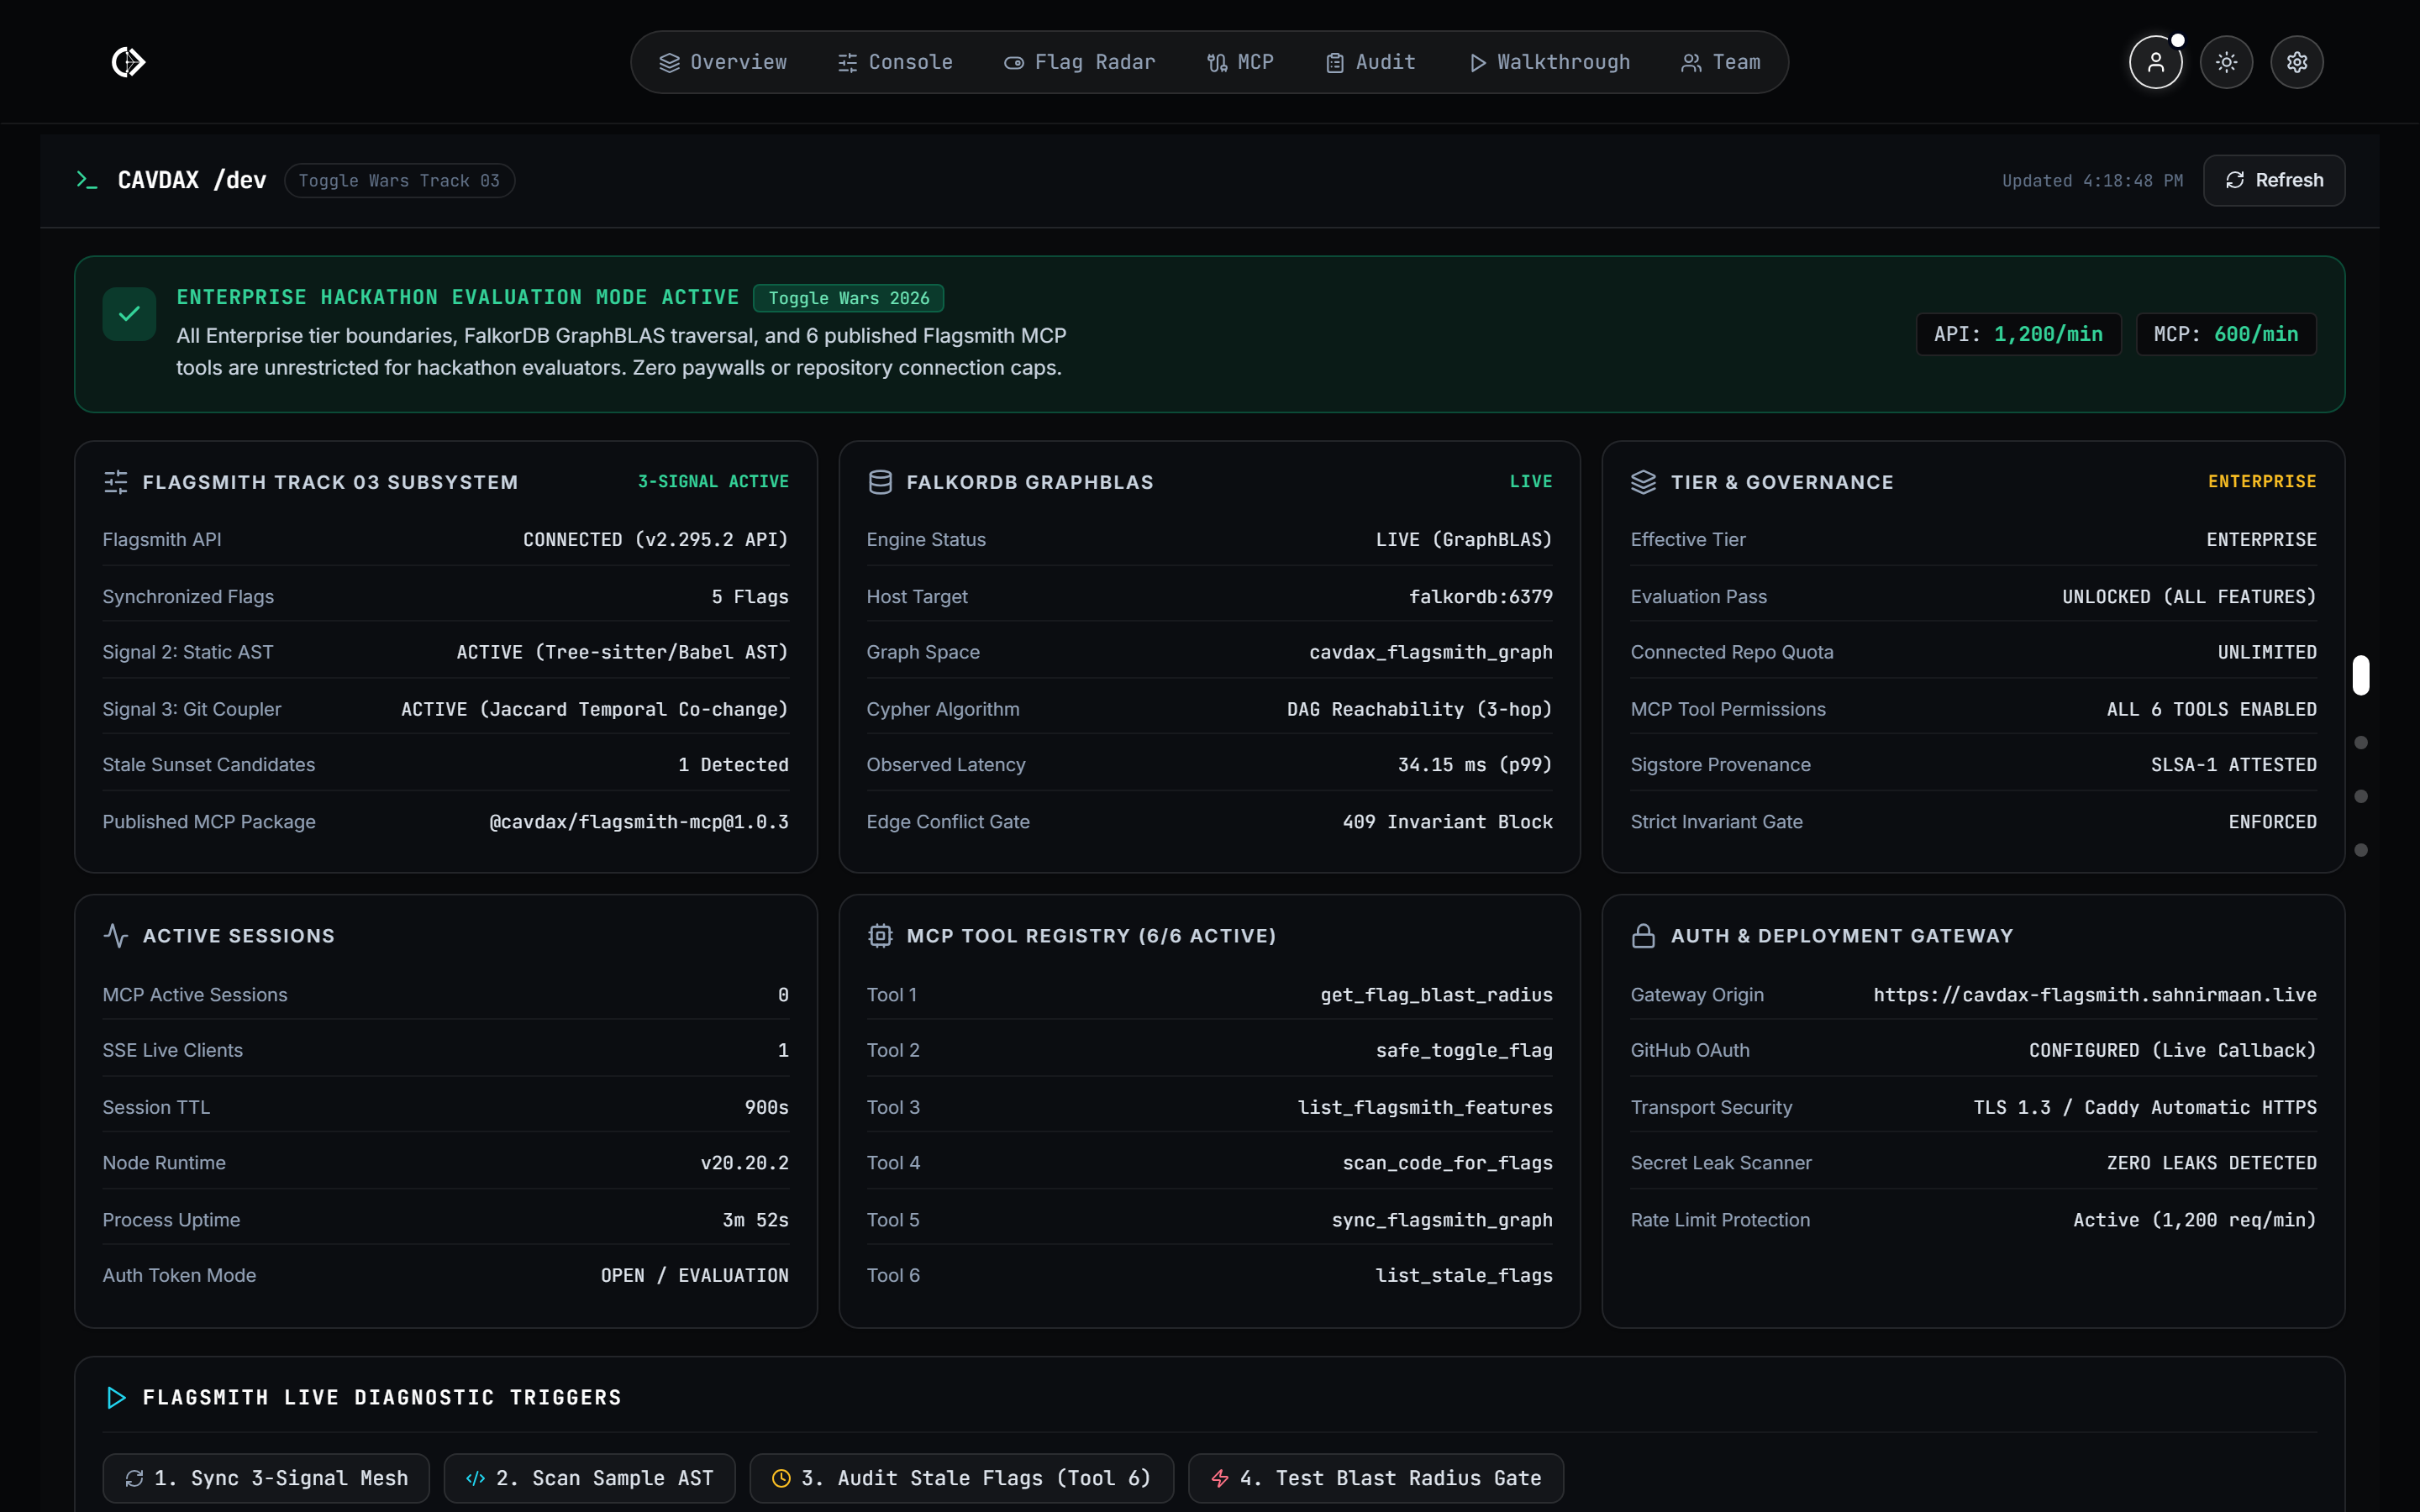 Overview Console Flag Radar MCP Audit Walkthrough Team
CAVDAX /dev Toggle Wars Track 03 Updated 4:18:48 PM Refresh
ENTERPRISE HACKATHON EVALUATION MODE ACTIVE Toggle Wars 2026
All Enterprise tier boundaries, FalkorDB GraphBLAS traversal, and 6 published Flagsmith MCP
tools are unrestricted for hackathon evaluators. Zero paywalls or repository connection caps.
API: 1,200/min MCP: 600/min
FLAGSMITH TRACK 03 SUBSYSTEM 3-SIGNAL ACTIVE
Flagsmith API CONNECTED (v2.295.2 API)
Synchronized Flags 5 Flags
Signal 2: Static AST ACTIVE (Tree-sitter/Babel AST)
Signal 3: Git Coupler ACTIVE (Jaccard Temporal Co-change)
Stale Sunset Candidates 1 Detected
Published MCP Package @cavdax/flagsmith-mcp@1.0.3
FALKORDB GRAPHBLAS LIVE
Engine Status LIVE (GraphBLAS)
Host Target falkordb:6379
Graph Space cavdax_flagsmith_graph
Cypher Algorithm DAG Reachability (3-hop)
Observed Latency 34.15 ms (p99)
Edge Conflict Gate 409 Invariant Block
TIER & GOVERNANCE ENTERPRISE
Effective Tier ENTERPRISE
Evaluation Pass UNLOCKED (ALL FEATURES)
Connected Repo Quota UNLIMITED
MCP Tool Permissions ALL 6 TOOLS ENABLED
Sigstore Provenance SLSA-1 ATTESTED
Strict Invariant Gate ENFORCED
ACTIVE SESSIONS
MCP Active Sessions 0
SSE Live Clients 1
Session TTL 900s
Node Runtime v20.20.2
Process Uptime 3m 52s
Auth Token Mode OPEN / EVALUATION
MCP TOOL REGISTRY (6/6 ACTIVE)
Tool 1 get_flag_blast_radius
Tool 2 safe_toggle_flag
Tool 3 list_flagsmith_features
Tool 4 scan_code_for_flags
Tool 5 sync_flagsmith_graph
Tool 6 list_stale_flags
AUTH & DEPLOYMENT GATEWAY
Gateway Origin https://cavdax-flagsmith.sahnirmaan.live
GitHub OAuth CONFIGURED (Live Callback)
Transport Security TLS 1.3 / Caddy Automatic HTTPS
Secret Leak Scanner ZERO LEAKS DETECTED
Rate Limit Protection Active (1,200 req/min)
FLAGSMITH LIVE DIAGNOSTIC TRIGGERS
1. Sync 3-Signal Mesh 2. Scan Sample AST 3. Audit Stale Flags (Tool 6) 4. Test Blast Radius Gate